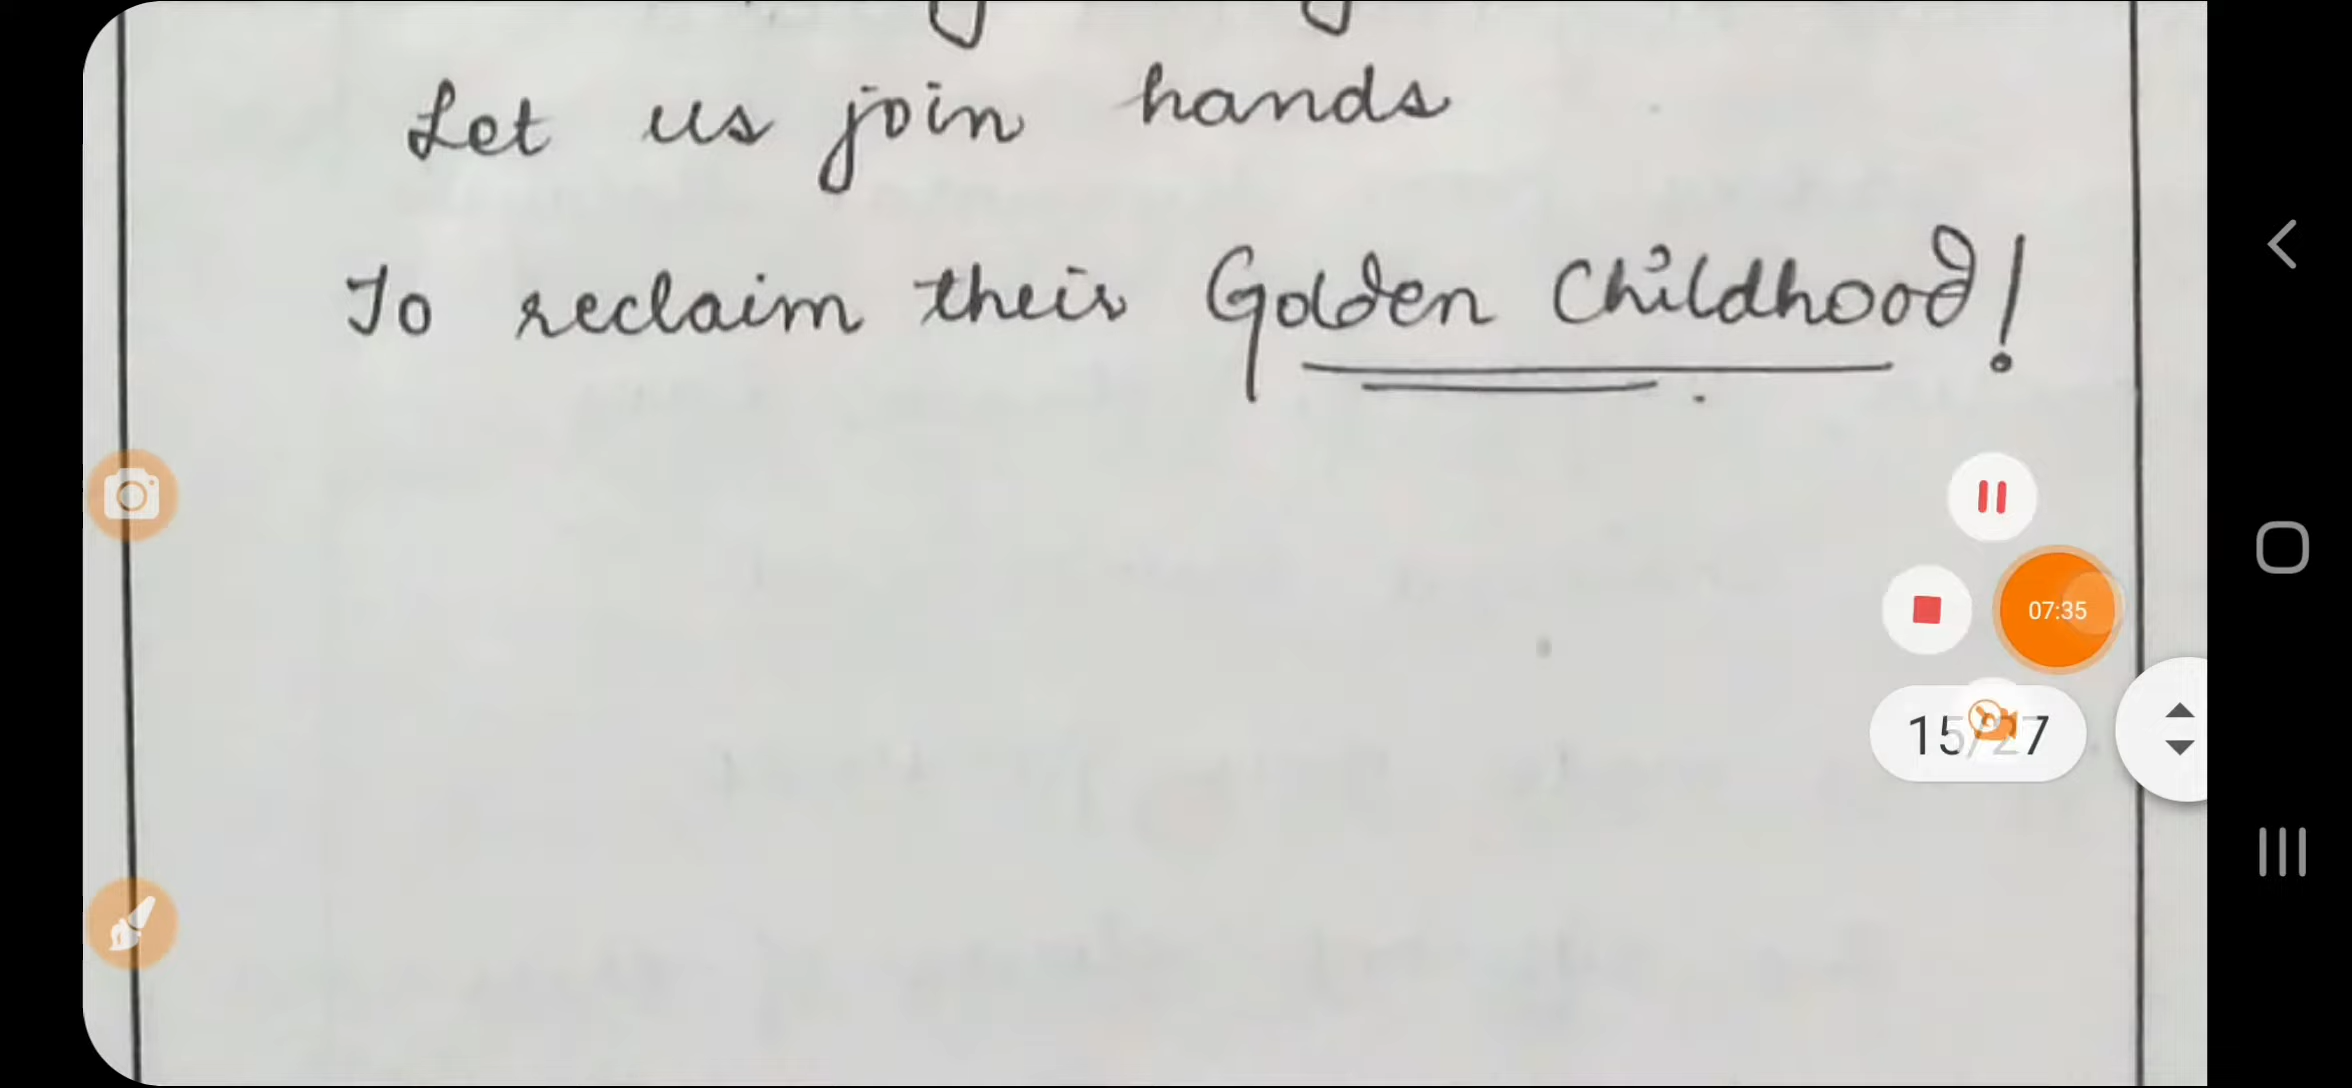 Let us join hands
To reclaim their Golden Childhood!
07:35
15/27